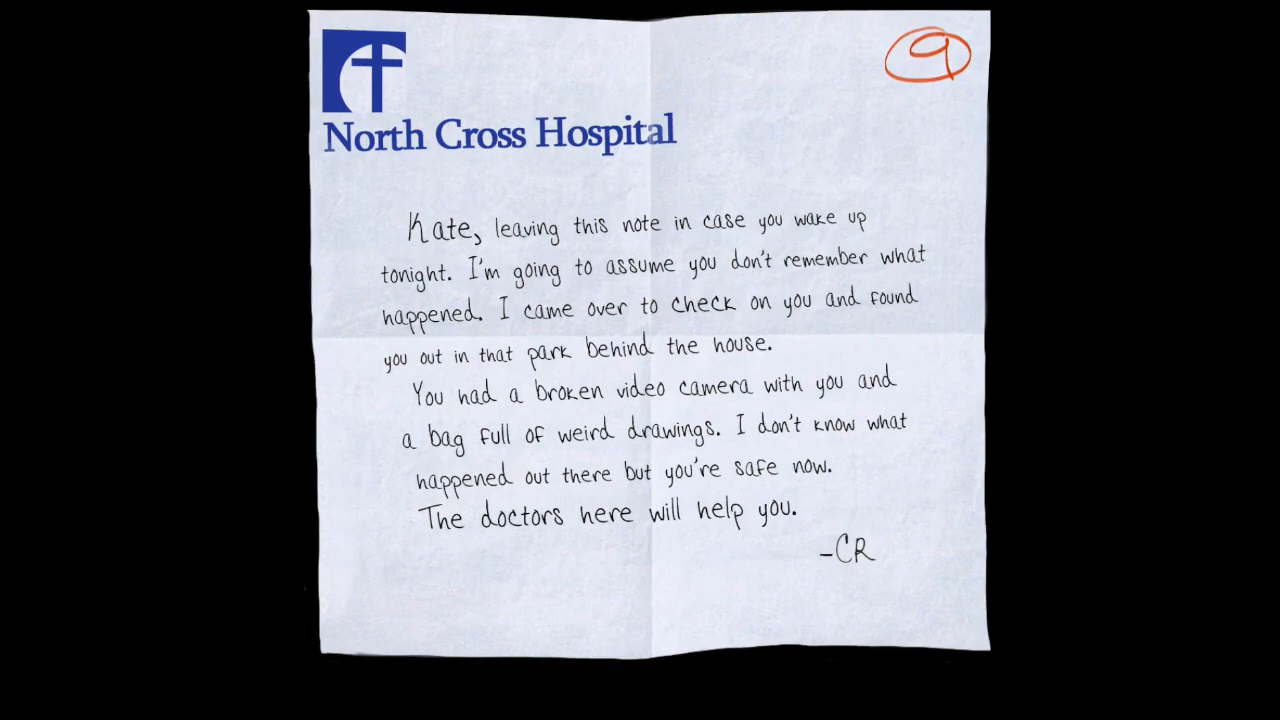 9
North Cross Hospital
Kate, leaving this note in case you wake up
tonight. I'm going to assume you don't remember what
happened. I came over to check on you and found
you out in that park behind the house.
You had a broken video camera with you and
a bag full of weird drawings. I don't know what
happened out there but you're safe now.
The doctors here will help you.
-CR